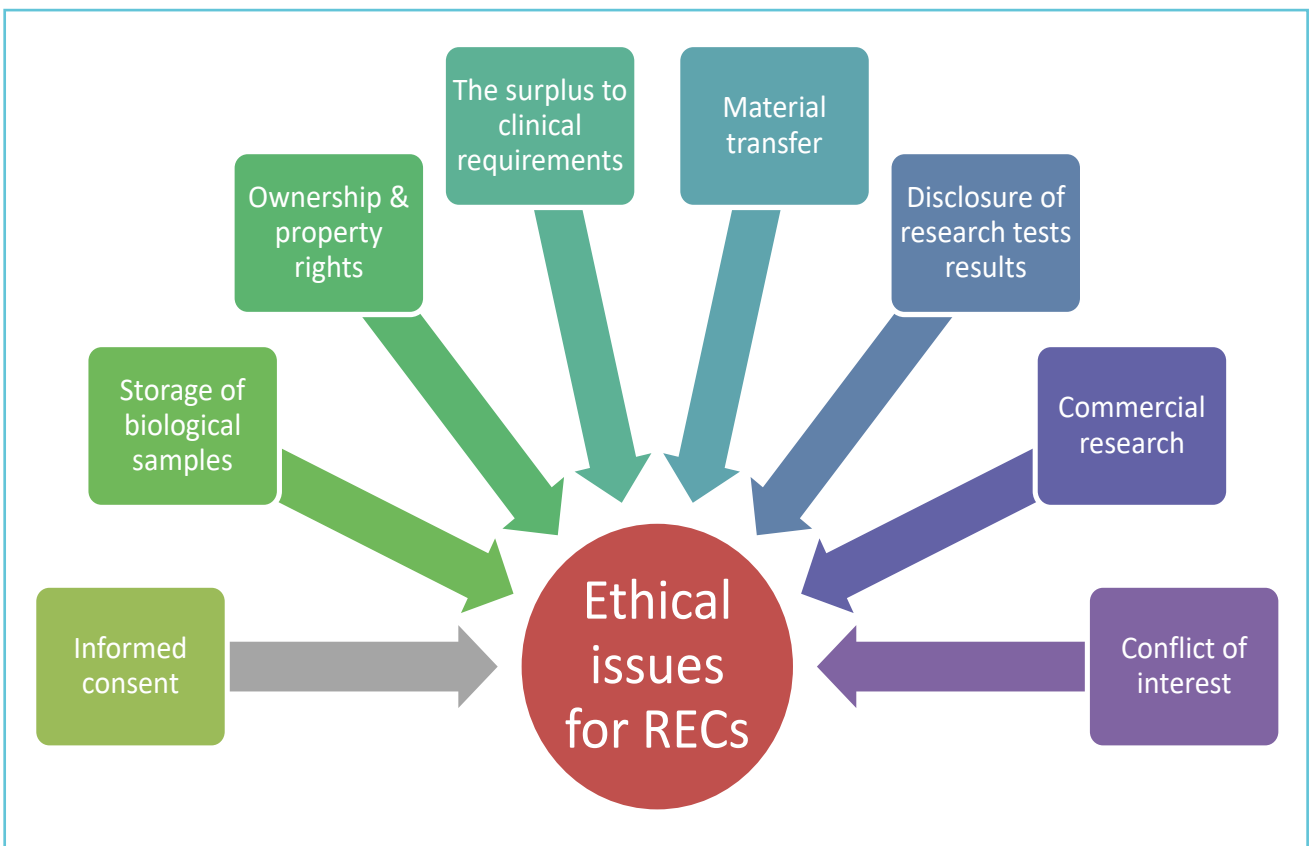 The surplus to
clinical
requirements
Material
transfer
Ownership &
property
rights
Disclosure of
research tests
results
Storage of
biological
samples
Commercial
research
Informed
consent
Ethical
issues
for RECs
Conflict of
interest